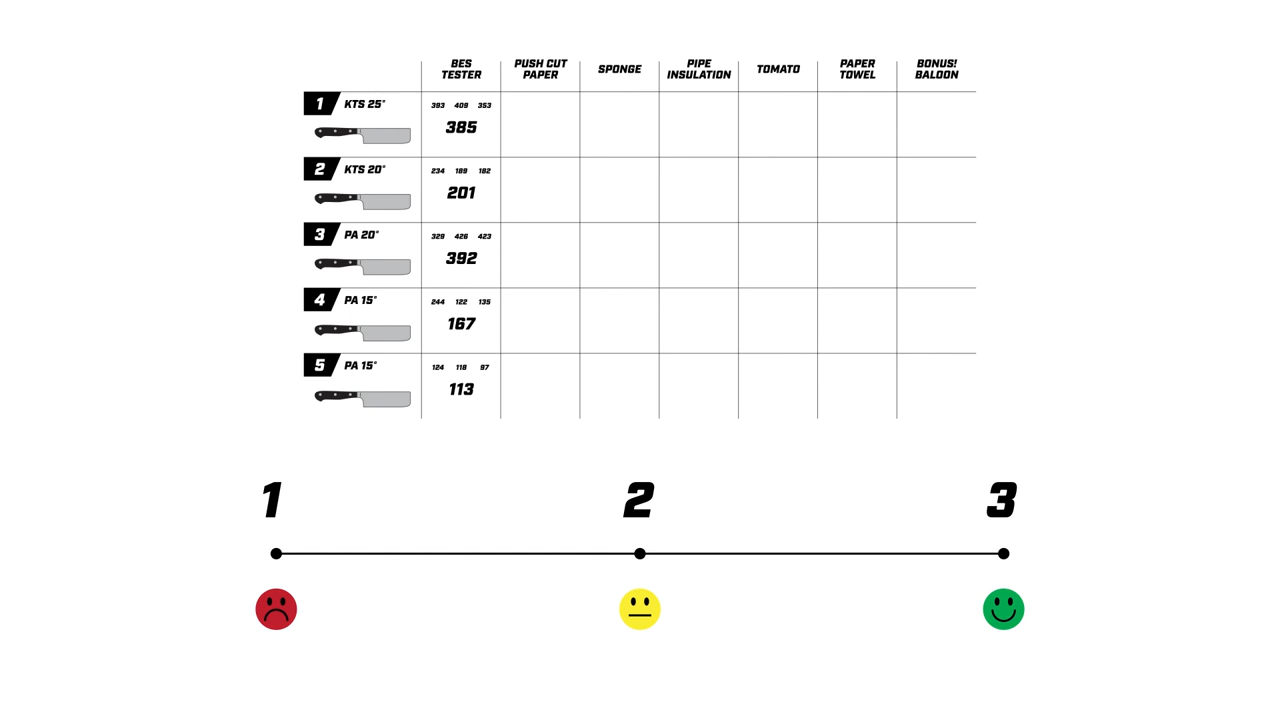 BES TESTER PUSH CUT PAPER SPONGE PIPE INSULATION TOMATO PAPER TOWEL BONUS! BALOON
1 KTS 25°
393 409 353
385
2 KTS 20°
234 189 182
201
3 PA 20°
329 426 423
392
4 PA 15°
244 122 135
167
5 PA 15°
124 118 97
113
1 2 3